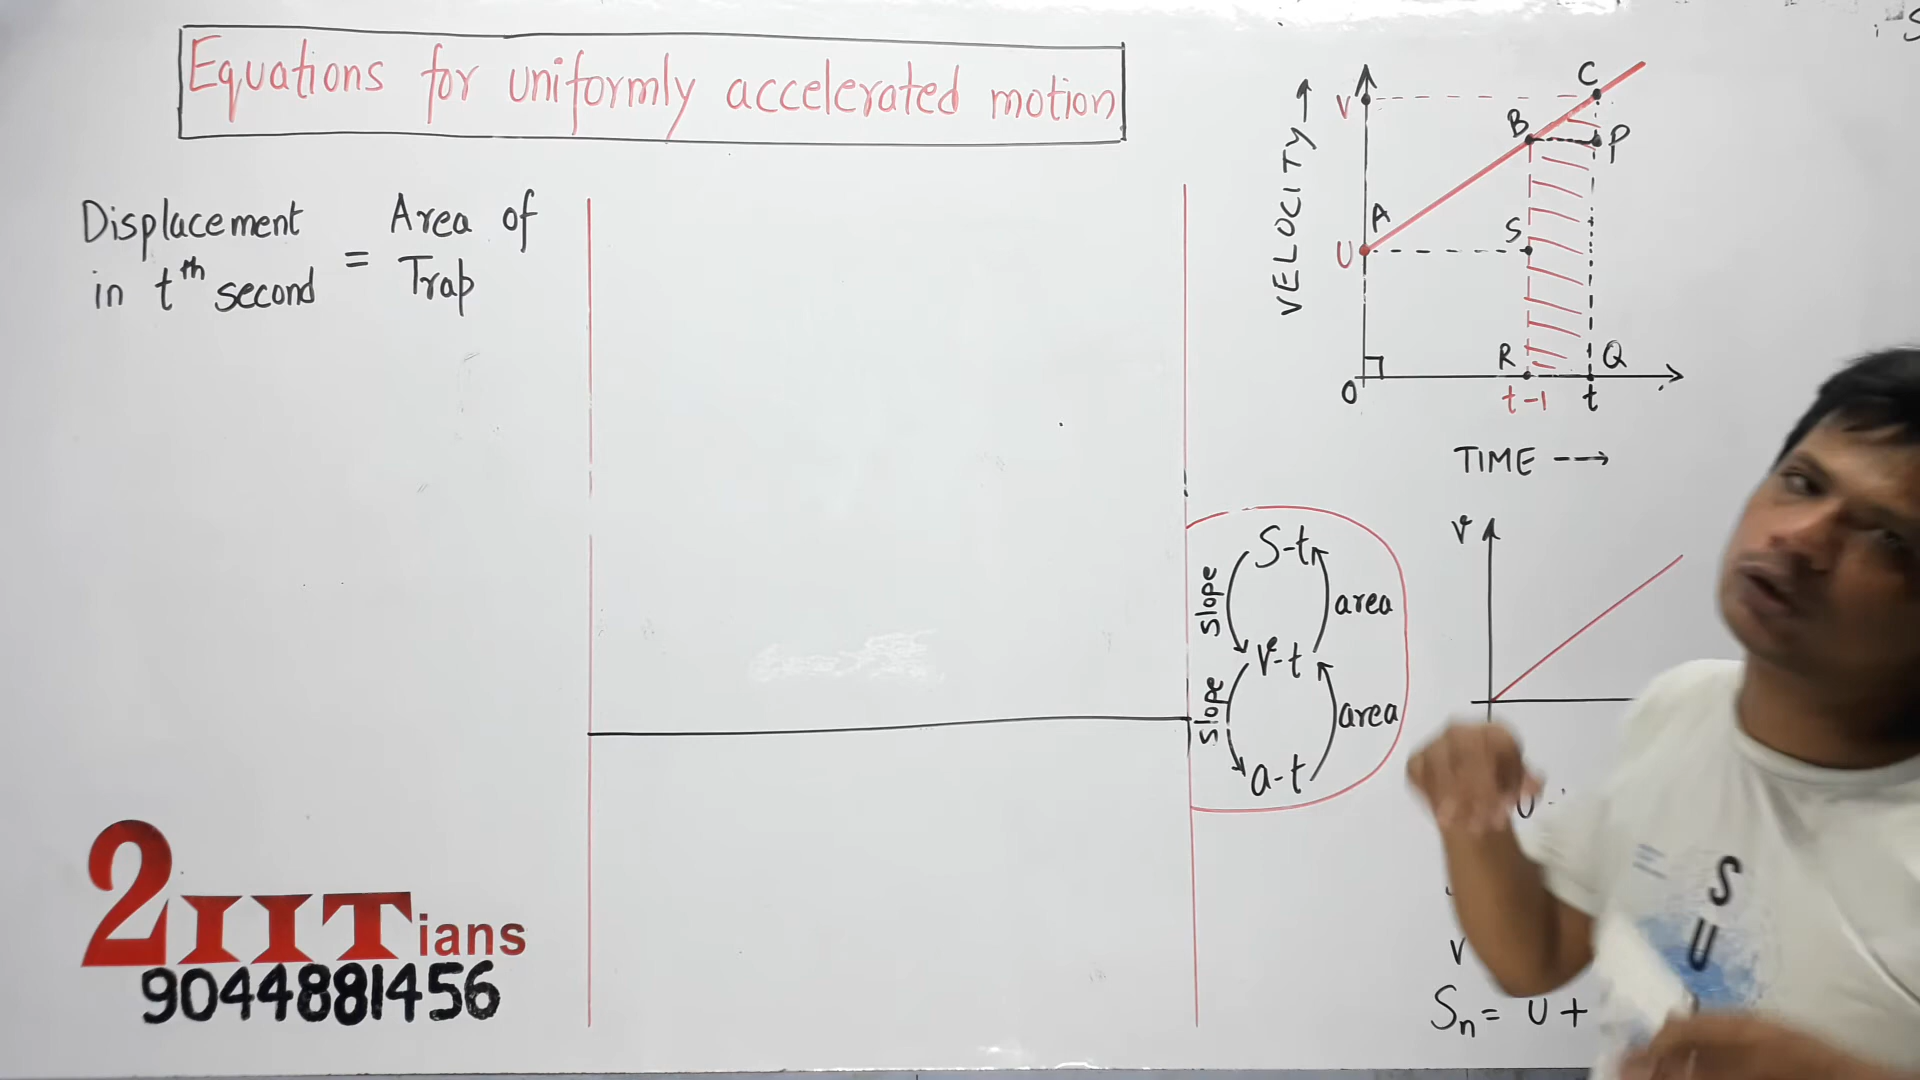 Equations for uniformly accelerated motion
Displacement
in tᵗʰ second
=
Area of
Trap
VELOCITY →
V
U
A
B
C
P
S
R
Q
O
t-1
t
TIME -->
S-t
slope
area
v-t
slope
area
a-t
v
U
V
Sₙ = U +
S
U
2IITians
9044881456